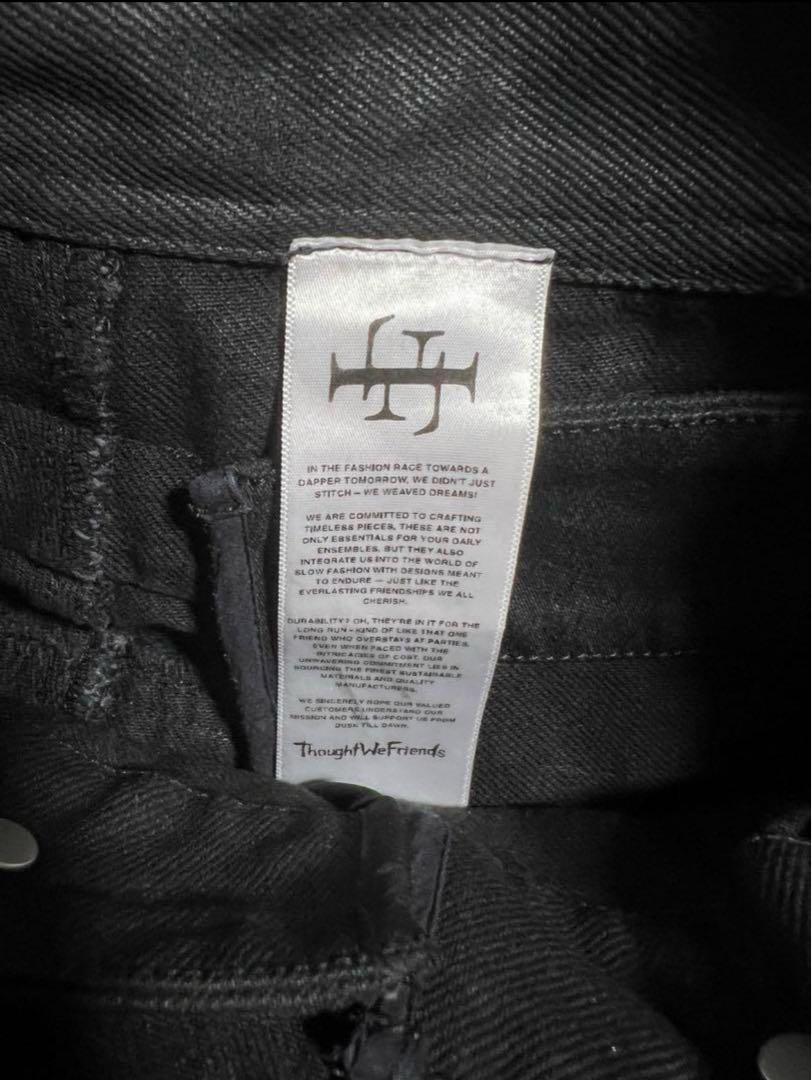 IN THE FASHION RACE TOWARDS A
DAPPER TOMORROW, WE DIDN'T JUST
STITCH – WE WEAVED DREAMS!
WE ARE COMMITTED TO CRAFTING
TIMELESS PIECES, THESE ARE NOT
ONLY ESSENTIALS FOR YOUR DAILY
ENSEMBLES, BUT THEY ALSO
INTEGRATE US INTO THE WORLD OF
SLOW FASHION WITH DESIGNS MEANT
TO ENDURE — JUST LIKE THE
EVERLASTING FRIENDSHIPS WE ALL
CHERISH.
DURABILITY? OH, THEY'RE IN IT FOR THE
LONG RUN - KIND OF LIKE THAT ONE
FRIEND WHO OVERSTAYS AT PARTIES.
EVEN WHEN FACED WITH THE
INTRICACIES OF COST, OUR
UNWAVERING COMMITMENT LIES IN
SOURCING THE FINEST SUSTAINABLE
MATERIALS AND QUALITY
MANUFACTURERS.
WE SINCERELY HOPE OUR VALUED
CUSTOMERS UNDERSTAND OUR
MISSION AND WILL SUPPORT US FROM
DUSK TILL DAWN.
ThoughtWeFriends